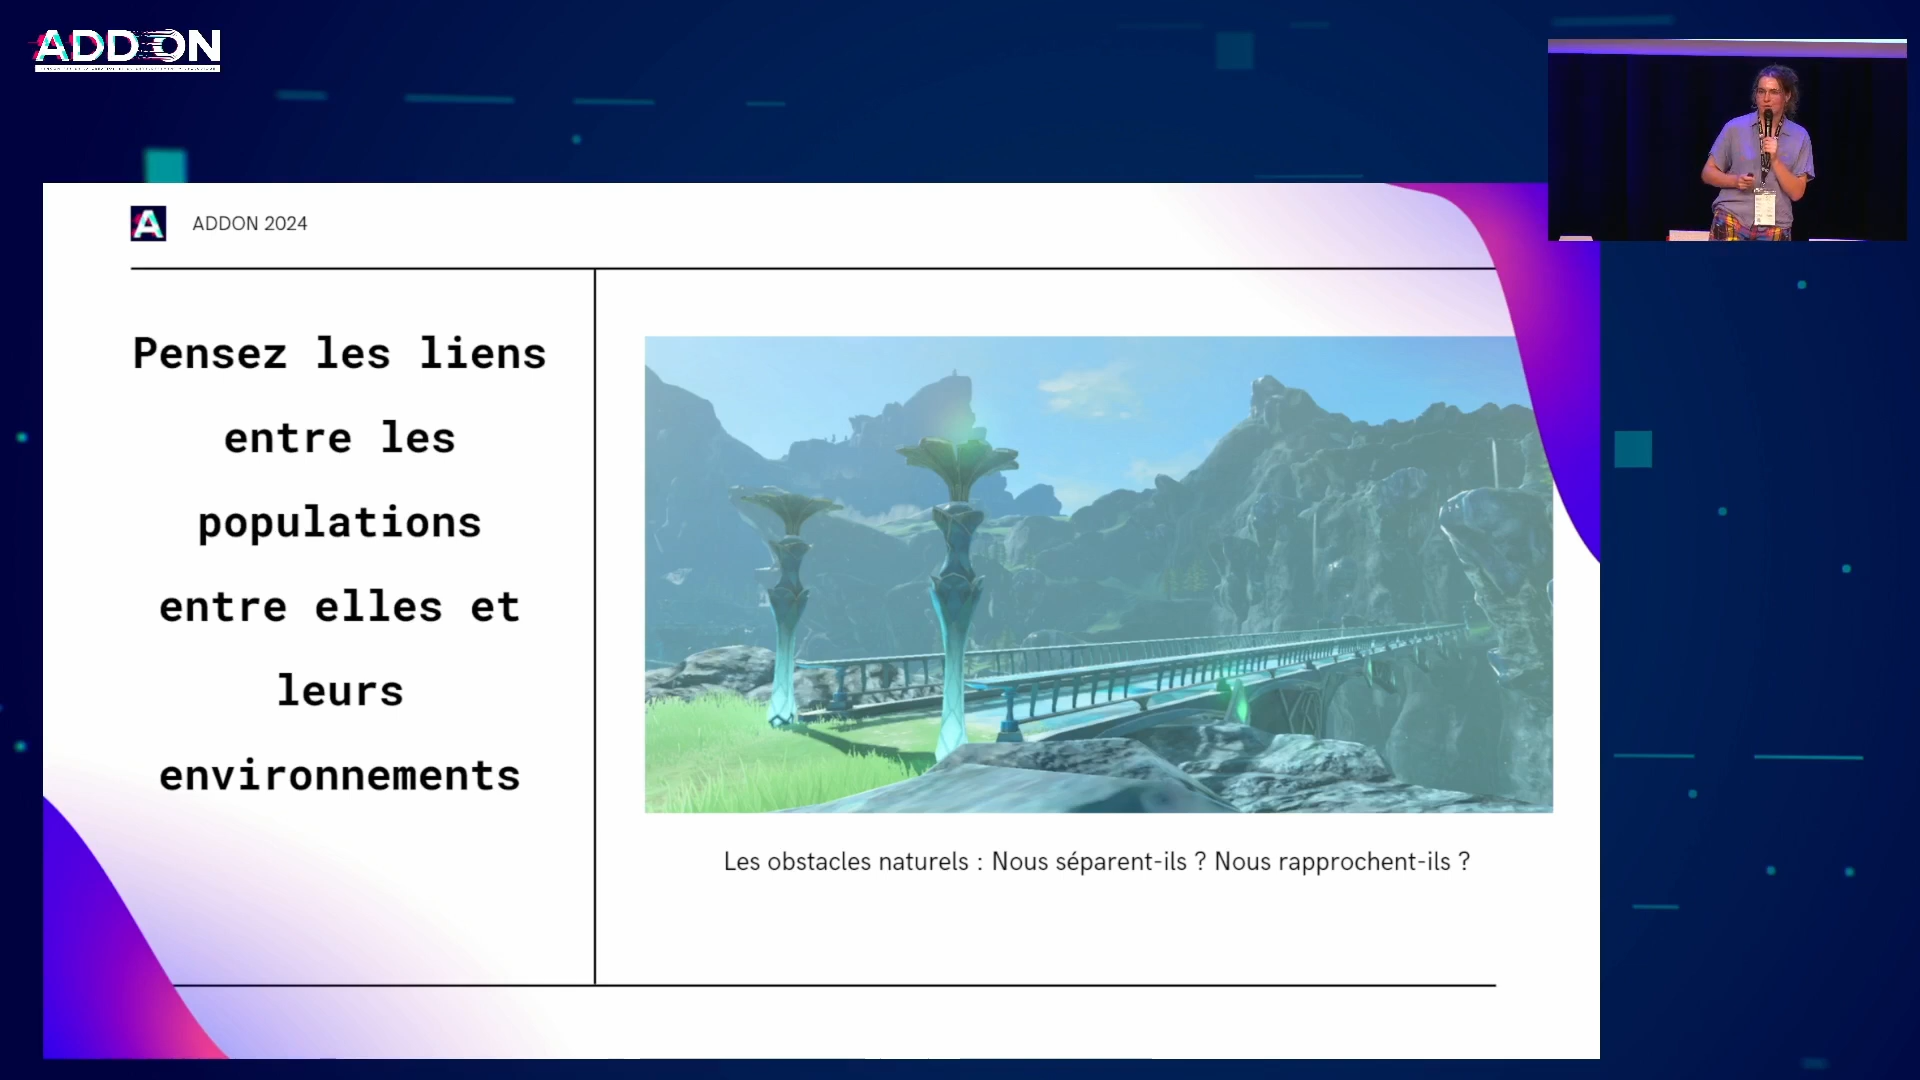 ADDON
ADDON 2024
Pensez les liens
entre les
populations
entre elles et
leurs
environnements
Les obstacles naturels : Nous séparent-ils ? Nous rapprochent-ils ?